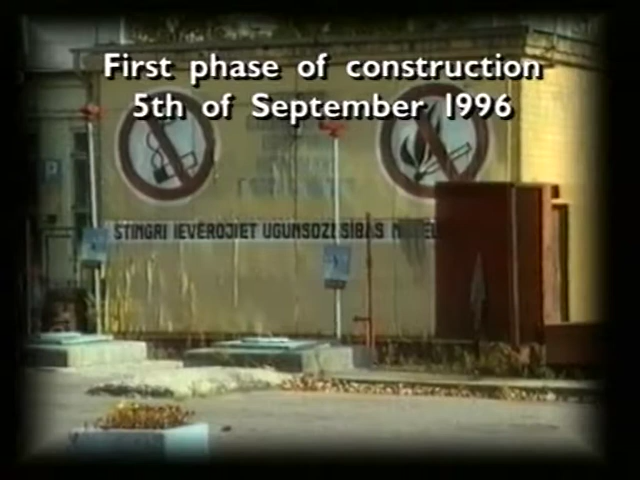 First phase of construction
5th of September 1996
STINGRI IEVĒROJIET UGUNSDZĒSĪBAS